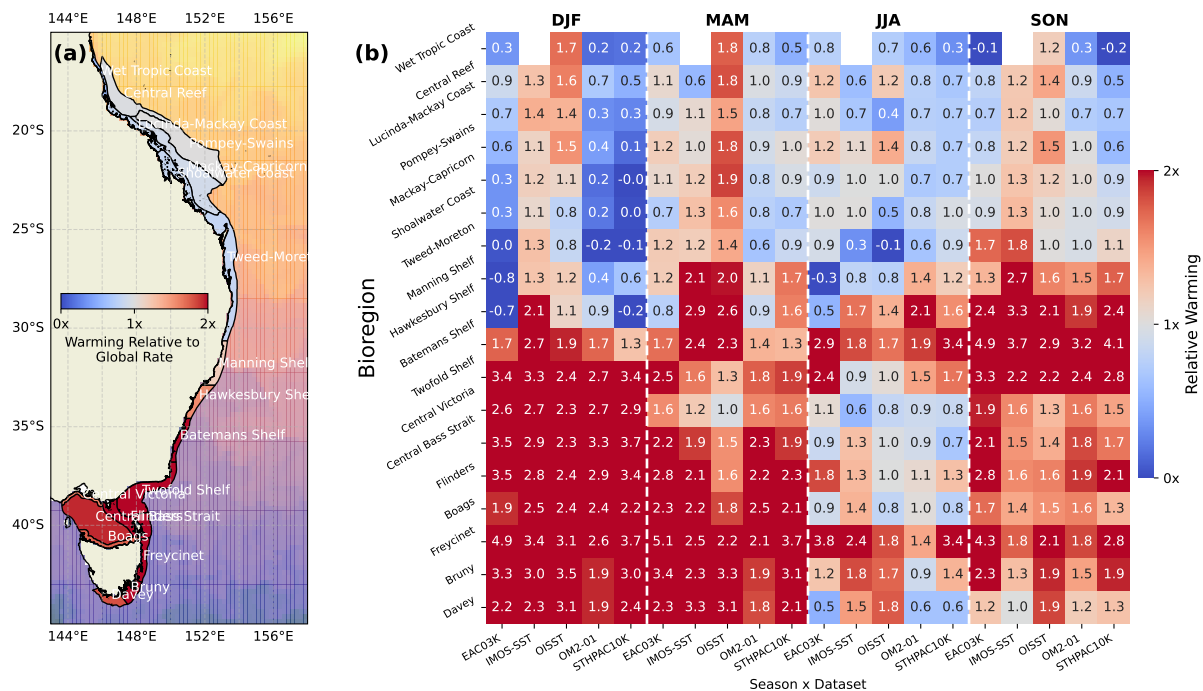 144°E 148°E 152°E 156°E
(a)
Wet Tropic Coast
Central Reef
Lucinda-Mackay Coast
Pompey-Swains
Mackay-Capricorn
Shoalwater Coast
Tweed-Moreton
Manning Shelf
Hawkesbury Shelf
Batemans Shelf
Twofold Shelf
Central Victoria
Central Bass Strait
Flinders
Boags
Freycinet
Bruny
Davey
20°S
25°S
30°S
35°S
40°S
0x 1x 2x
Warming Relative to
Global Rate
144°E 148°E 152°E 156°E
(b)
DJF MAM JJA SON
Bioregion
Wet Tropic Coast 0.3 1.7 0.2 0.2 0.6 1.8 0.8 0.5 0.8 0.7 0.6 0.3 -0.1 1.2 0.3 -0.2
Central Reef 0.9 1.3 1.6 0.7 0.5 1.1 0.6 1.8 1.0 0.9 1.2 0.6 1.2 0.8 0.7 0.8 1.2 1.4 0.9 0.5
Lucinda-Mackay Coast 0.7 1.4 1.4 0.3 0.3 0.9 1.1 1.5 0.8 0.7 1.0 0.7 0.4 0.7 0.7 0.7 1.2 1.0 0.8 0.7
Pompey-Swains 0.6 1.1 1.5 0.4 0.1 1.2 1.0 1.8 0.9 1.0 1.2 1.1 1.4 0.8 0.7 0.8 1.2 1.5 1.0 0.6
Mackay-Capricorn 0.3 1.2 1.1 0.2 -0.0 1.1 1.2 1.9 0.8 0.9 0.9 1.0 1.0 0.7 0.7 1.0 1.3 1.2 1.0 0.9
Shoalwater Coast 0.3 1.1 0.8 0.2 0.0 0.7 1.3 1.6 0.8 0.7 1.0 1.0 0.5 0.8 1.0 0.9 1.3 1.0 1.0 0.9
Tweed-Moreton 0.0 1.3 0.8 -0.2 -0.1 1.2 1.2 1.4 0.6 0.9 0.9 0.3 -0.1 0.6 0.9 1.7 1.8 1.0 1.0 1.1
Manning Shelf -0.8 1.3 1.2 0.4 0.6 1.2 2.1 2.0 1.1 1.7 -0.3 0.8 0.8 1.4 1.2 1.3 2.7 1.6 1.5 1.7
Hawkesbury Shelf -0.7 2.1 1.1 0.9 -0.2 0.8 2.9 2.6 0.9 1.6 0.5 1.7 1.4 2.1 1.6 2.4 3.3 2.1 1.9 2.4
Batemans Shelf 1.7 2.7 1.9 1.7 1.3 1.7 2.4 2.3 1.4 1.3 2.9 1.8 1.7 1.9 3.4 4.9 3.7 2.9 3.2 4.1
Twofold Shelf 3.4 3.3 2.4 2.7 3.4 2.5 1.6 1.3 1.8 1.9 2.4 0.9 1.0 1.5 1.7 3.3 2.2 2.2 2.4 2.8
Central Victoria 2.6 2.7 2.3 2.7 2.9 1.6 1.2 1.0 1.6 1.6 1.1 0.6 0.8 0.9 0.8 1.9 1.6 1.3 1.6 1.5
Central Bass Strait 3.5 2.9 2.3 3.3 3.7 2.2 1.9 1.5 2.3 1.9 0.9 1.3 1.0 0.9 0.7 2.1 1.5 1.4 1.8 1.7
Flinders 3.5 2.8 2.4 2.9 3.4 2.8 2.1 1.6 2.2 2.3 1.8 1.3 1.0 1.1 1.3 2.8 1.6 1.6 1.9 2.1
Boags 1.9 2.5 2.4 2.4 2.2 2.3 2.2 1.8 2.5 2.1 0.9 1.4 0.8 1.0 0.8 1.7 1.4 1.5 1.6 1.3
Freycinet 4.9 3.4 3.1 2.6 3.7 5.1 2.5 2.2 2.1 3.7 3.8 2.4 1.8 1.4 3.4 4.3 1.8 2.1 1.8 2.8
Bruny 3.3 3.0 3.5 1.9 3.0 3.4 2.3 3.3 1.9 3.1 1.2 1.8 1.7 0.9 1.4 2.3 1.3 1.9 1.5 1.9
Davey 2.2 2.3 3.1 1.9 2.4 2.3 3.3 3.1 1.8 2.1 0.5 1.5 1.8 0.6 0.6 1.2 1.0 1.9 1.2 1.3
EAC03K IMOS-SST OISST OM2-01 STHPAC10K EAC03K IMOS-SST OISST OM2-01 STHPAC10K EAC03K IMOS-SST OISST OM2-01 STHPAC10K EAC03K IMOS-SST OISST OM2-01 STHPAC10K
Season x Dataset
2x
1x
0x
Relative Warming